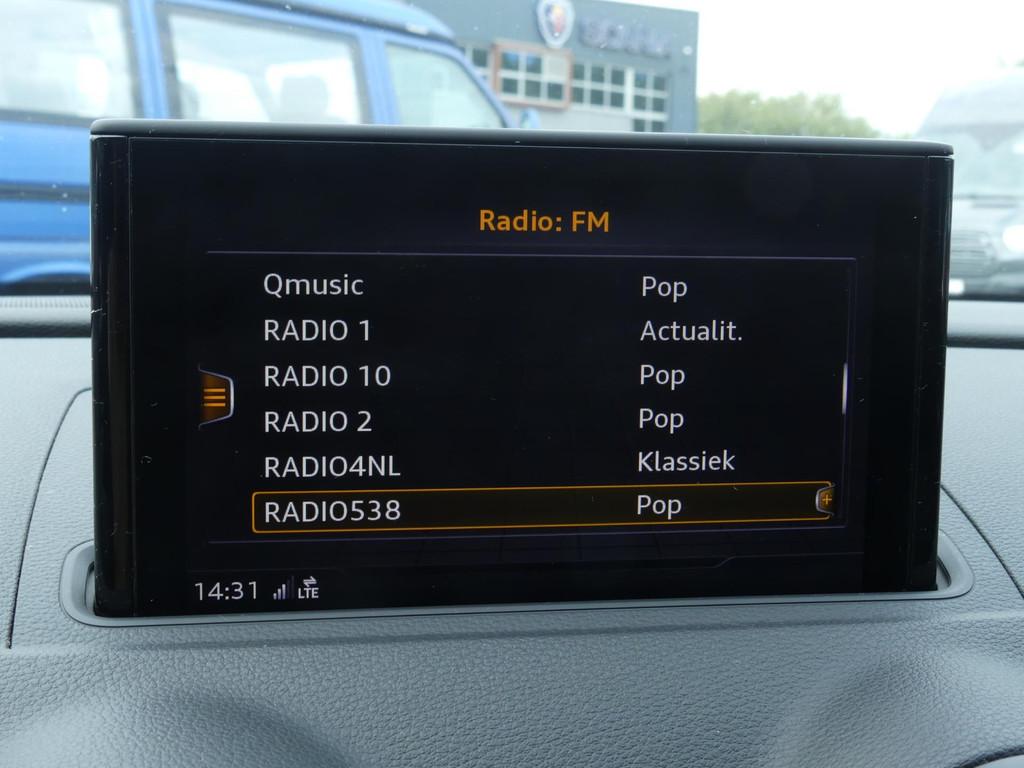 Radio: FM
Qmusic Pop
RADIO 1 Actualit.
RADIO 10 Pop
RADIO 2 Pop
RADIO4NL Klassiek
RADIO538 Pop
14:31 LTE